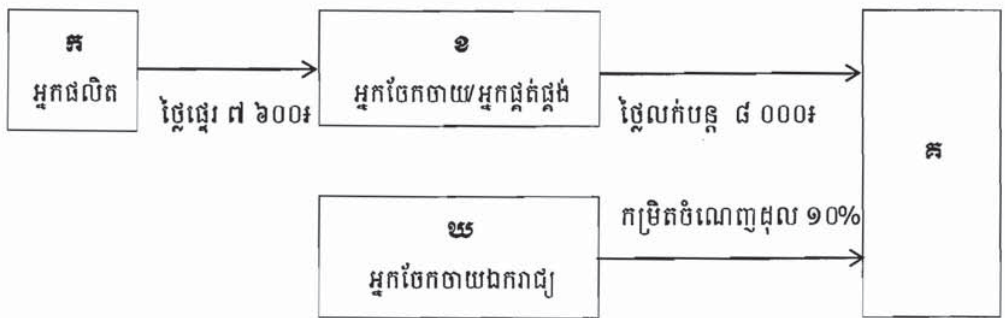 ក
អ្នកផលិត
ថ្លៃផ្ទេរ ៧ ៦០០៛
ខ
អ្នកចែកចាយ/អ្នកផ្គត់ផ្គង់
ថ្លៃលក់បន្ត ៨ ០០០៛
គ
ឃ
អ្នកចែកចាយឯករាជ្យ
កម្រិតចំណេញដុល ១០%